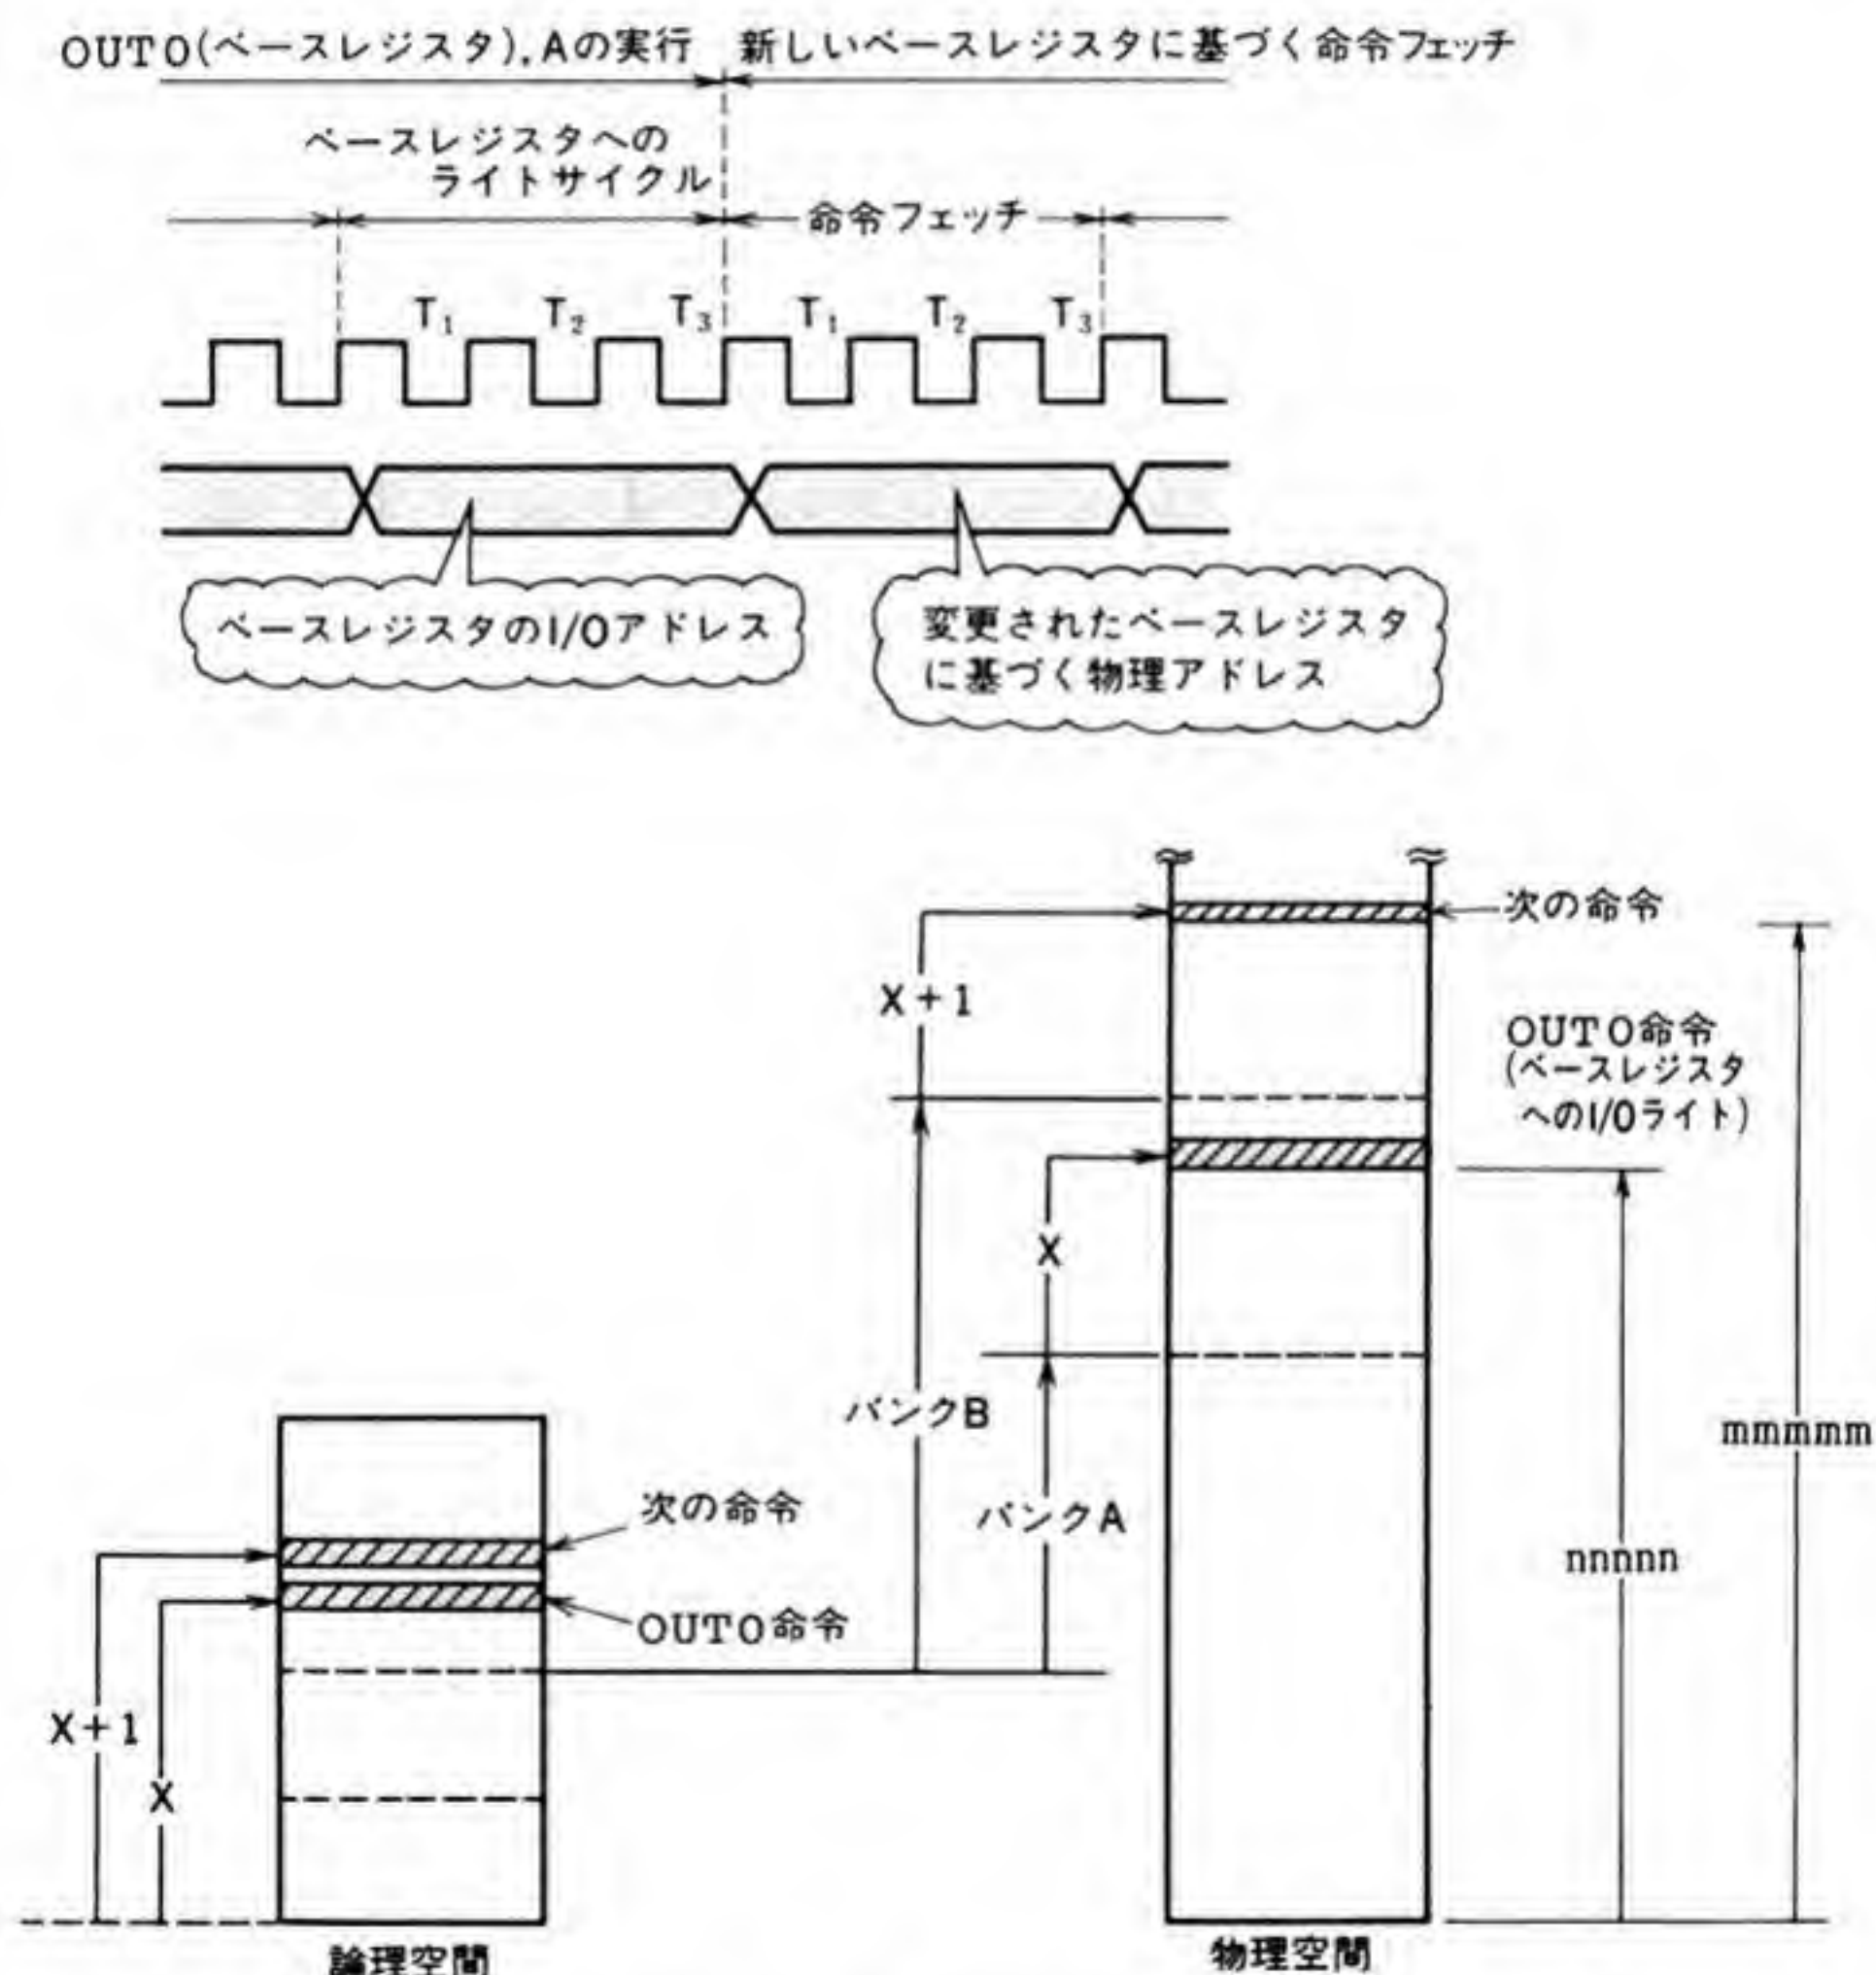 OUT0(ベースレジスタ),Aの実行
新しいベースレジスタに基づく命令フェッチ
ベースレジスタへの
ライトサイクル
命令フェッチ
T₁
T₂
T₃
T₁
T₂
T₃
ベースレジスタのI/Oアドレス
変更されたベースレジスタ
に基づく物理アドレス
次の命令
X+1
OUT0命令
(ベースレジスタ
へのI/Oライト)
X
バンクB
mmmmm
バンクA
nnnnn
次の命令
OUT0命令
X+1
X
論理空間
物理空間